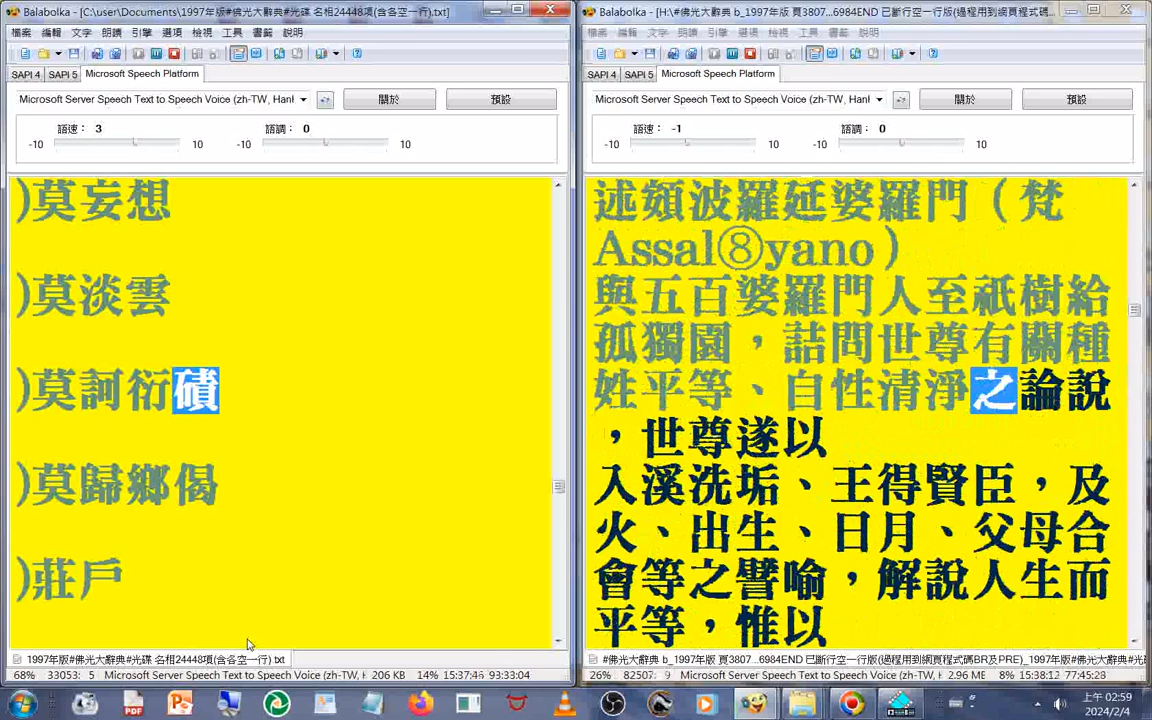 Balabolka - [C:\user\Documents\1997年版#佛光大辭典#光碟 名相24448項(含各空一行).txt]
檔案 編輯 文字 朗讀 引擎 選項 檢視 工具 書籤 說明
SAPI 4 SAPI 5 Microsoft Speech Platform
Microsoft Server Speech Text to Speech Voice (zh-TW, Hanl
關於
預設
語速： 3
語調： 0
-10 10 -10 10
)莫妄想
)莫淡雲
)莫訶衍磧
)莫歸鄉偈
)莊戶
1997年版#佛光大辭典#光碟 名相24448項(含各空一行).txt
68% 33053: 5 Microsoft Server Speech Text to Speech Voice (zh-TW, H 206 KB 14% 15:37:46 93:33:04
Balabolka - [H:\#佛光大辭典 b_1997年版 頁3807...6984END 已斷行空一行版(過程用到網頁程式碼
檔案 編輯 文字 朗讀 引擎 選項 檢視 工具 書籤 說明
SAPI 4 SAPI 5 Microsoft Speech Platform
Microsoft Server Speech Text to Speech Voice (zh-TW, Hanl
關於
預設
語速： -1
語調： 0
-10 10 -10 10
述頞波羅延婆羅門（梵
Assal⑧yano）
與五百婆羅門人至祇樹給
孤獨園，詰問世尊有關種
姓平等、自性清淨之論說
，世尊遂以
入溪洗垢、王得賢臣，及
火、出生、日月、父母合
會等之譬喻，解說人生而
平等，惟以
#佛光大辭典 b_1997年版 頁3807...6984END 已斷行空一行版(過程用到網頁程式碼BR及PRE)_1997年版#光
26% 82507: 9 Microsoft Server Speech Text to Speech Voice (zh-TW, H 2.96 ME 8% 15:38:12 77:45:28
PDF
上午 02:59
2024/2/4